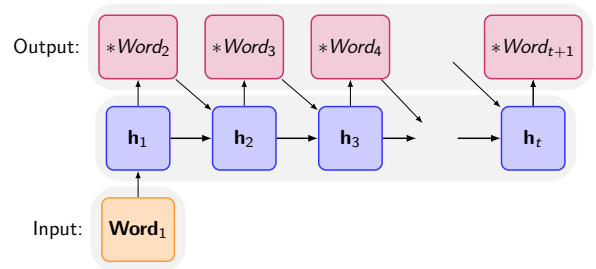 Output: *Word₂ *Word₃ *Word₄ *Wordₜ₊₁
h₁ h₂ h₃ hₜ
Input: Word₁